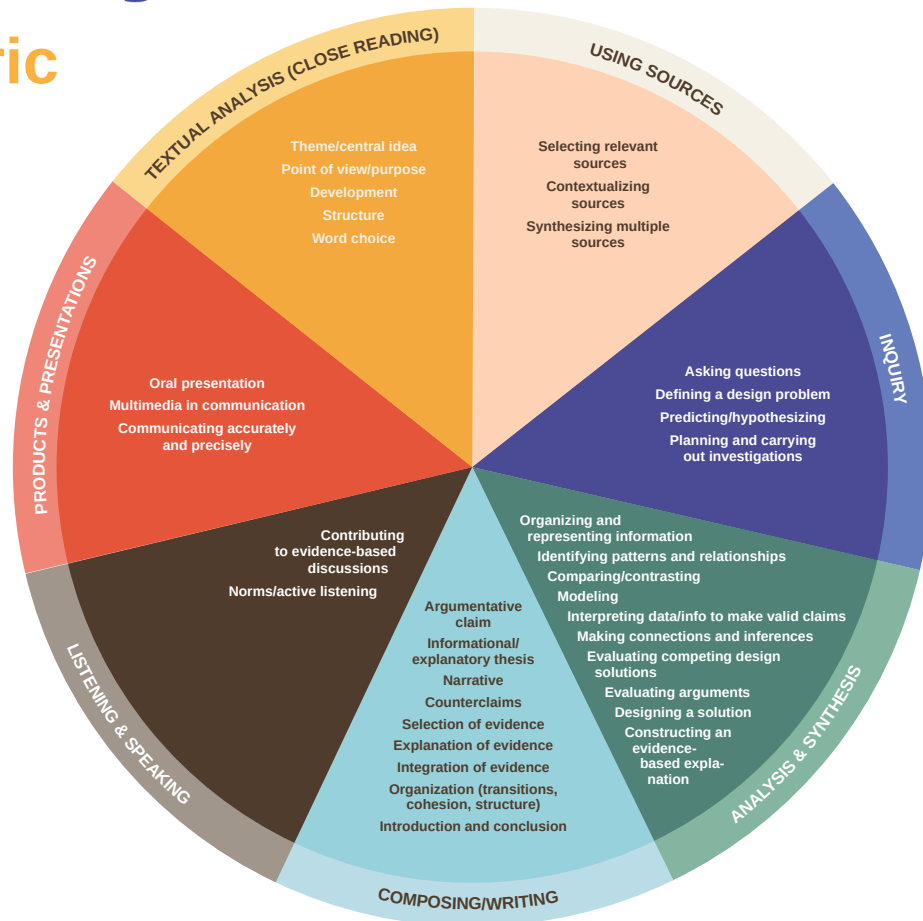 ric
TEXTUAL ANALYSIS (CLOSE READING)
Theme/central idea
Point of view/purpose
Development
Structure
Word choice
USING SOURCES
Selecting relevant
sources
Contextualizing
sources
Synthesizing multiple
sources
INQUIRY
Asking questions
Defining a design problem
Predicting/hypothesizing
Planning and carrying
out investigations
ANALYSIS & SYNTHESIS
Organizing and
representing information
Identifying patterns and relationships
Comparing/contrasting
Modeling
Interpreting data/info to make valid claims
Making connections and inferences
Evaluating competing design
solutions
Evaluating arguments
Designing a solution
Constructing an
evidence-
based expla-
nation
COMPOSING/WRITING
Argumentative
claim
Informational/
explanatory thesis
Narrative
Counterclaims
Selection of evidence
Explanation of evidence
Integration of evidence
Organization (transitions,
cohesion, structure)
Introduction and conclusion
LISTENING & SPEAKING
Contributing
to evidence-based
discussions
Norms/active listening
PRODUCTS & PRESENTATIONS
Oral presentation
Multimedia in communication
Communicating accurately
and precisely